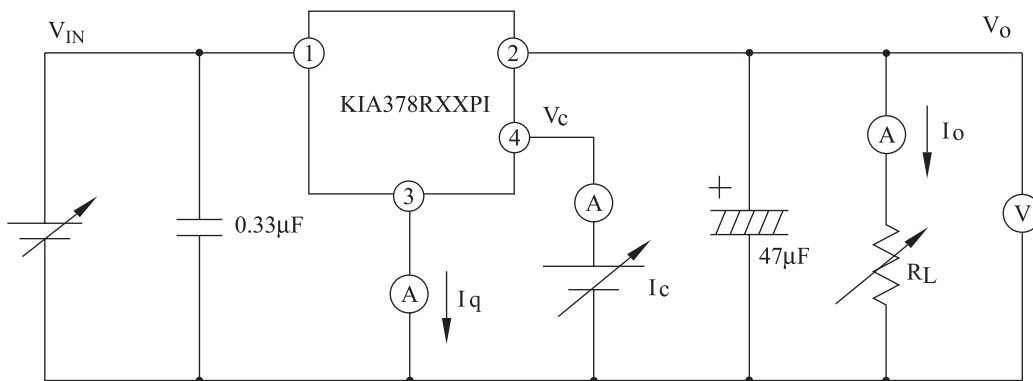 V_IN
1
2
V_o
KIA378RXXPI
4
V_c
A
I_o
3
+
A
V
0.33μF
47μF
R_L
A
I_q
I_c